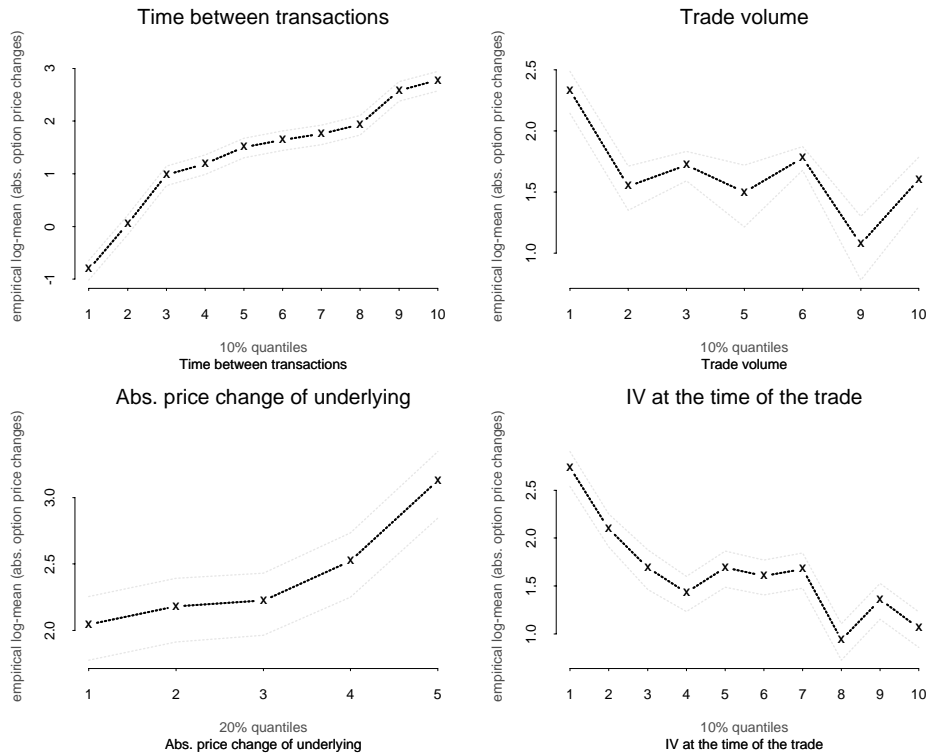 Time between transactions
empirical log-mean (abs. option price changes)
3
2
1
0
-1
1 2 3 4 5 6 7 8 9 10
10% quantiles
Time between transactions
Trade volume
empirical log-mean (abs. option price changes)
2.5
2.0
1.5
1.0
1 2 3 5 6 9 10
10% quantiles
Trade volume
Abs. price change of underlying
empirical log-mean (abs. option price changes)
3.0
2.5
2.0
1 2 3 4 5
20% quantiles
Abs. price change of underlying
IV at the time of the trade
empirical log-mean (abs. option price changes)
2.5
2.0
1.5
1.0
1 2 3 4 5 6 7 8 9 10
10% quantiles
IV at the time of the trade